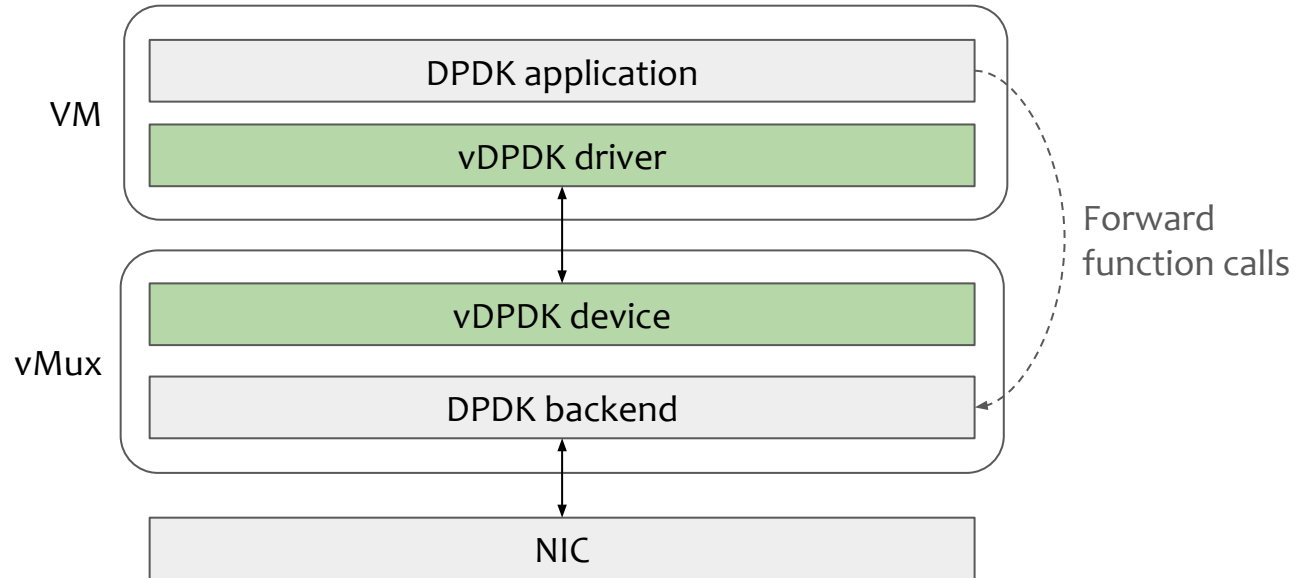 DPDK application
VM
vDPDK driver
Forward
function calls
vDPDK device
vMux
DPDK backend
NIC